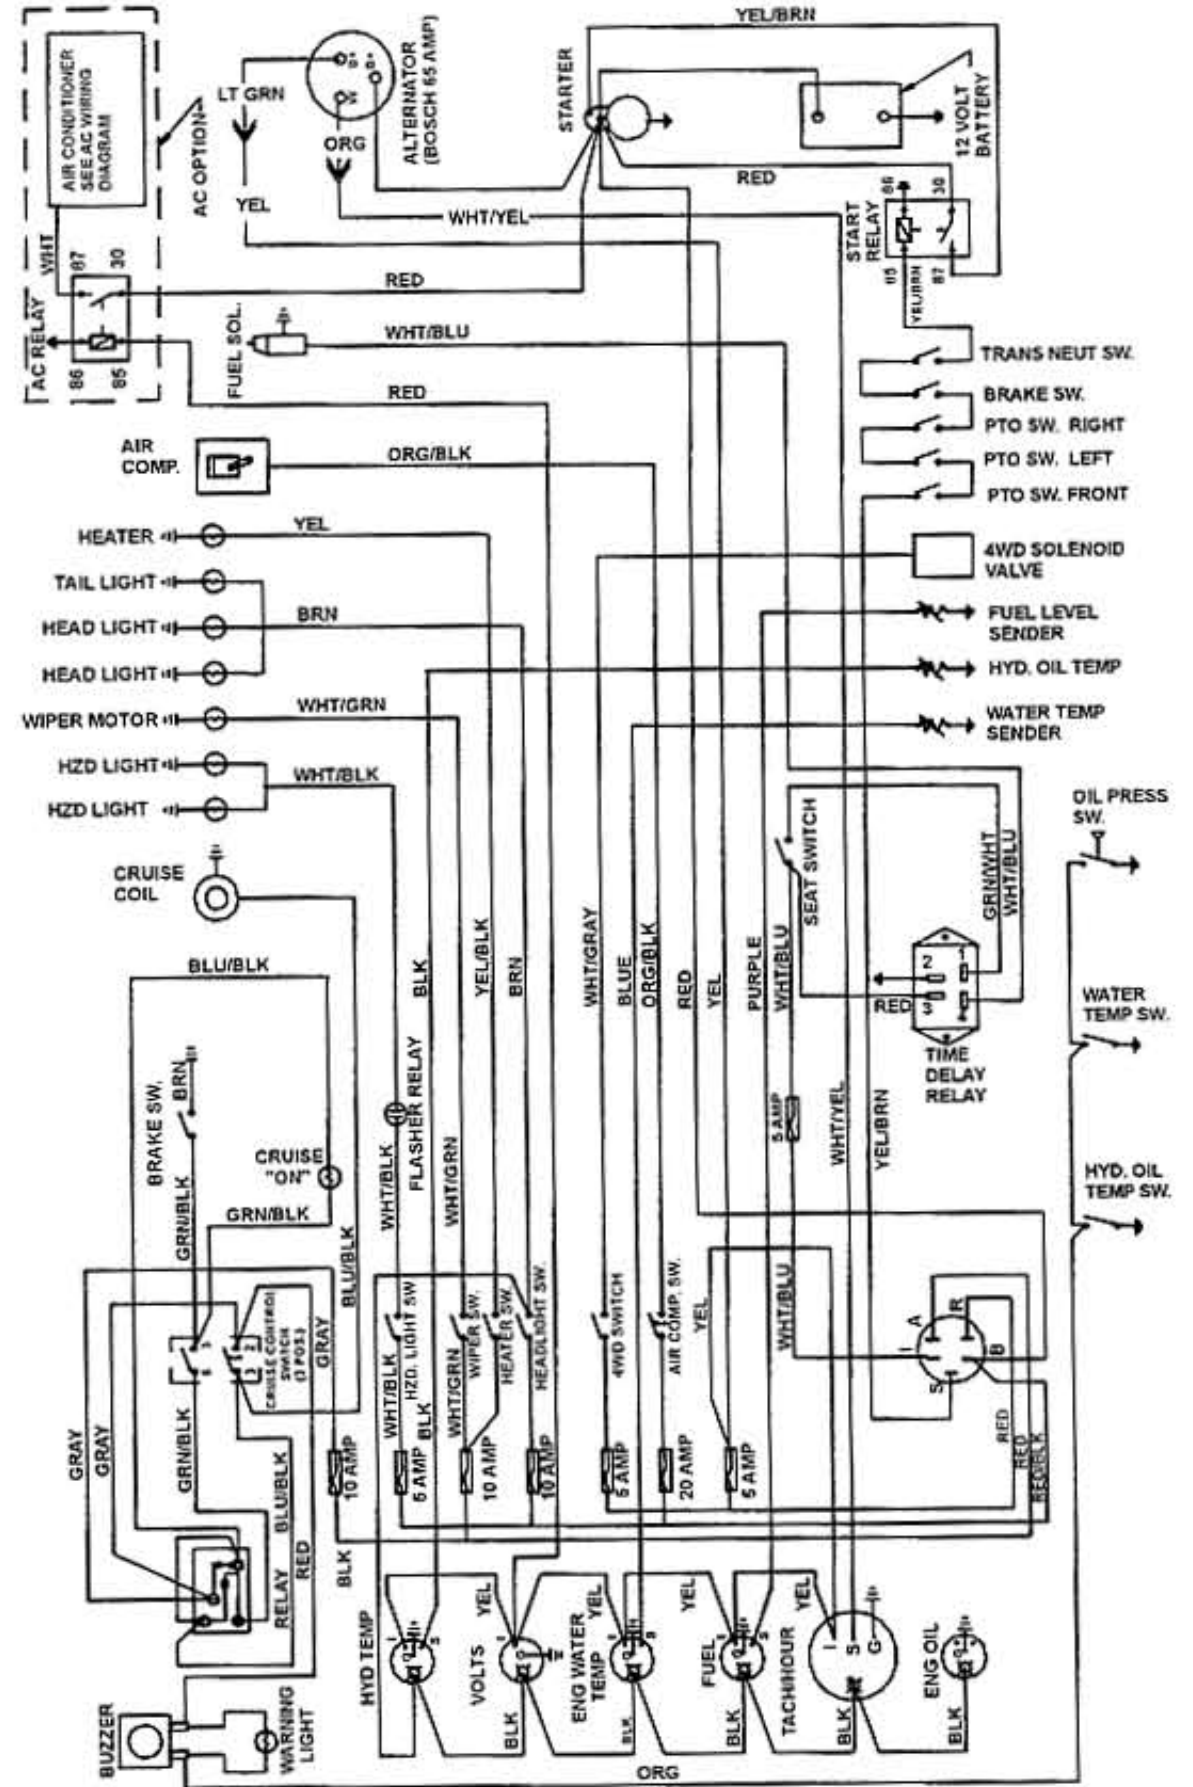 YEL/BRN
AIR CONDITIONER
SEE AC WIRING
DIAGRAM
AC OPTION
LT GRN
ORG
ALTERNATOR
(BOSCH 65 AMP)
STARTER
12 VOLT
BATTERY
YEL
WHT/YEL
RED
86
30
START
RELAY
85
87
YEL/BRN
WHT
87
30
RED
AC RELAY
86
85
FUEL SOL.
WHT/BLU
RED
TRANS NEUT SW.
BRAKE SW.
PTO SW. RIGHT
PTO SW. LEFT
PTO SW. FRONT
AIR
COMP.
ORG/BLK
HEATER
YEL
4WD SOLENOID
VALVE
TAIL LIGHT
HEAD LIGHT
BRN
FUEL LEVEL
SENDER
HEAD LIGHT
HYD. OIL TEMP
WIPER MOTOR
WHT/GRN
WATER TEMP
SENDER
HZD LIGHT
WHT/BLK
HZD LIGHT
OIL PRESS
SW.
SEAT SWITCH
GRN/WHT
WHT/BLU
CRUISE
COIL
BLU/BLK
BLK
YEL/BLK
BRN
WHT/GRAY
BLUE
ORG/BLK
RED
YEL
PURPLE
WHT/BLU
2
1
RED
TIME
DELAY
RELAY
WATER
TEMP SW.
BRAKE SW.
BRN
FLASHER RELAY
5 AMP
WHT/YEL
YEL/BRN
CRUISE
"ON"
GRN/BLK
GRN/BLK
BLU/BLK
WHT/BLK
WHT/GRN
HYD. OIL
TEMP SW.
CRUISE CONTROL
SWITCH
(3 POS.)
GRAY
HZD. LIGHT SW
WIPER SW.
HEATER SW.
HEADLIGHT SW.
4WD SWITCH
AIR COMP. SW.
YEL
WHT/BLU
A
R
I
B
S
GRAY
GRAY
GRN/BLK
BLU/BLK
10 AMP
WHT/BLK
5 AMP
BLK
WHT/GRN
10 AMP
10 AMP
5 AMP
20 AMP
5 AMP
RED
RED
RED/BLK
RELAY
RED
BLK
HYD TEMP
I
S
YEL
VOLTS
I
G
YEL
ENG WATER
TEMP
I
S
YEL
FUEL
I
S
YEL
TACH/HOUR
I
S
G
ENG OIL
BUZZER
WARNING
LIGHT
BLK
BLK
BLK
BLK
BLK
ORG